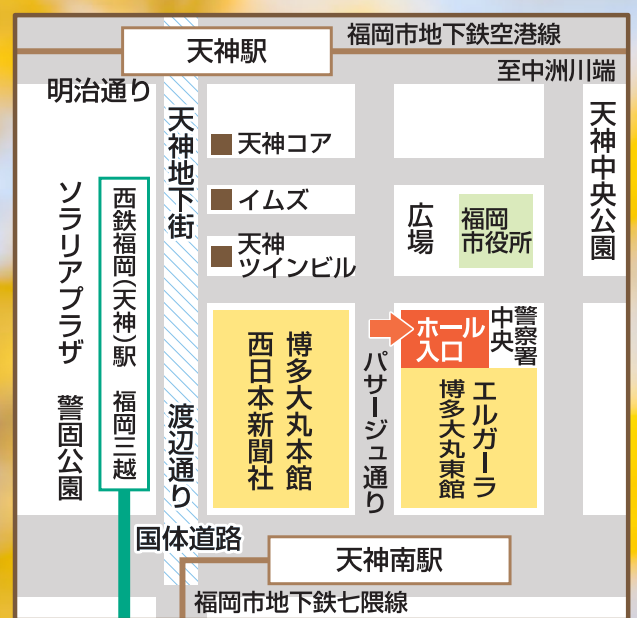 天神駅
福岡市地下鉄空港線
至中洲川端
明治通り
天神地下街
天神コア
イムズ
天神
ツインビル
広場
福岡
市役所
天神中央公園
ソラリアプラザ
警固公園
西鉄福岡(天神)駅 福岡三越
渡辺通り
博多大丸本館
西日本新聞社
パサージュ通り
ホール
入口
警察署
中央
エルガーラ
博多大丸東館
国体道路
天神南駅
福岡市地下鉄七隈線